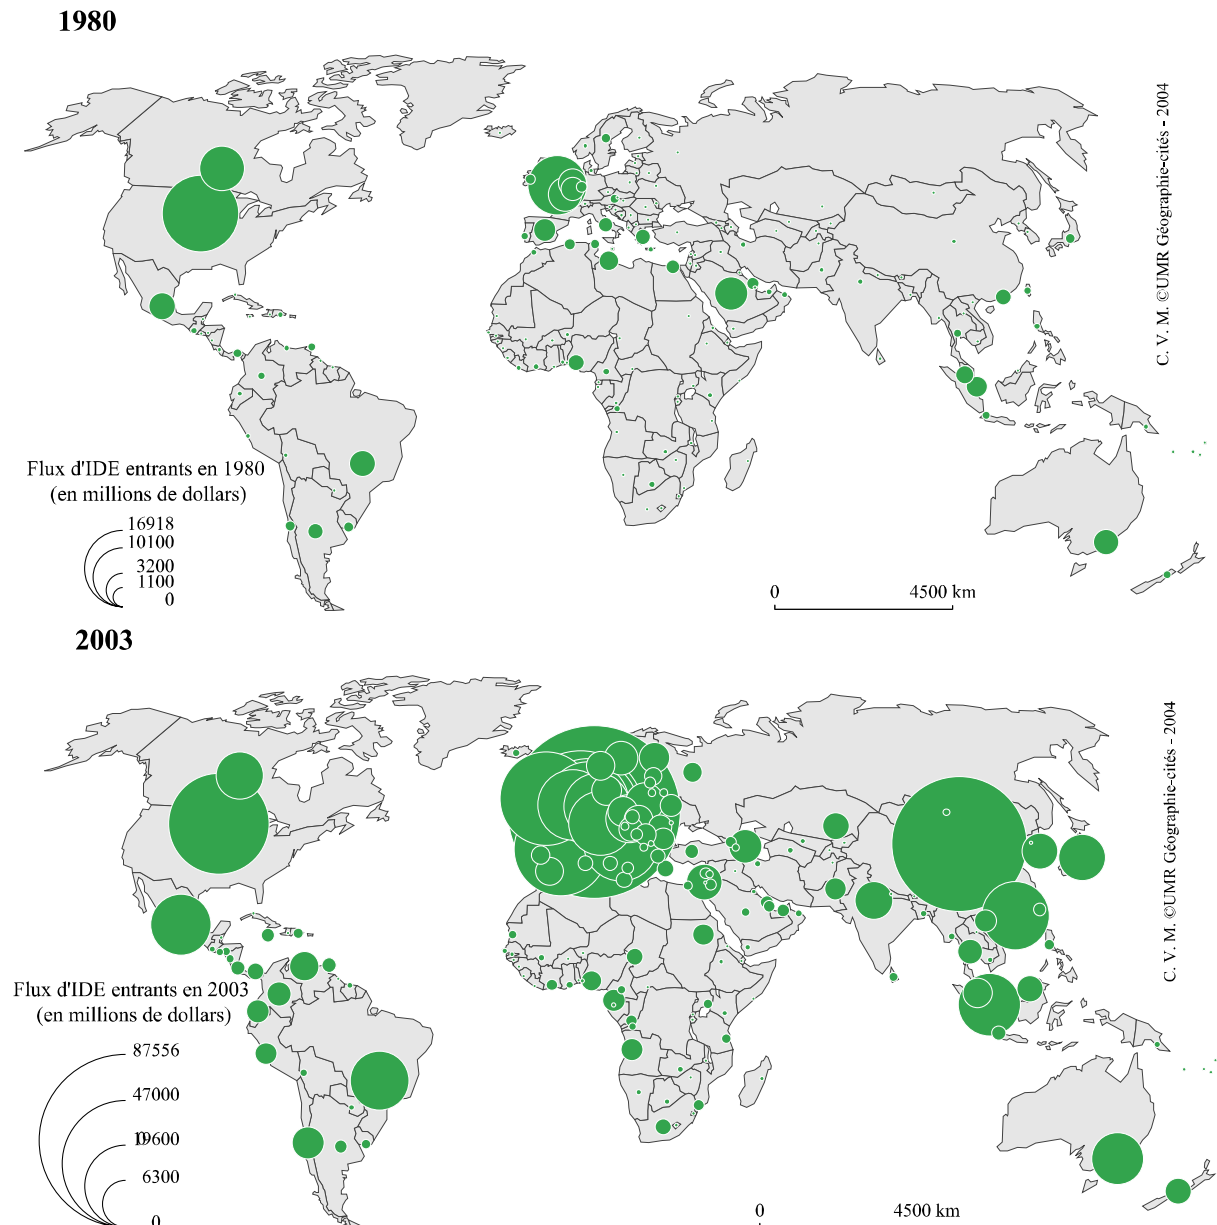 1980
C. V. M. ©UMR Géographie-cités - 2004
Flux d'IDE entrants en 1980
(en millions de dollars)
16918
10100
3200
1100
0
0 4500 km
2003
C. V. M. ©UMR Géographie-cités - 2004
Flux d'IDE entrants en 2003
(en millions de dollars)
87556
47000
19600
6300
0
0 4500 km